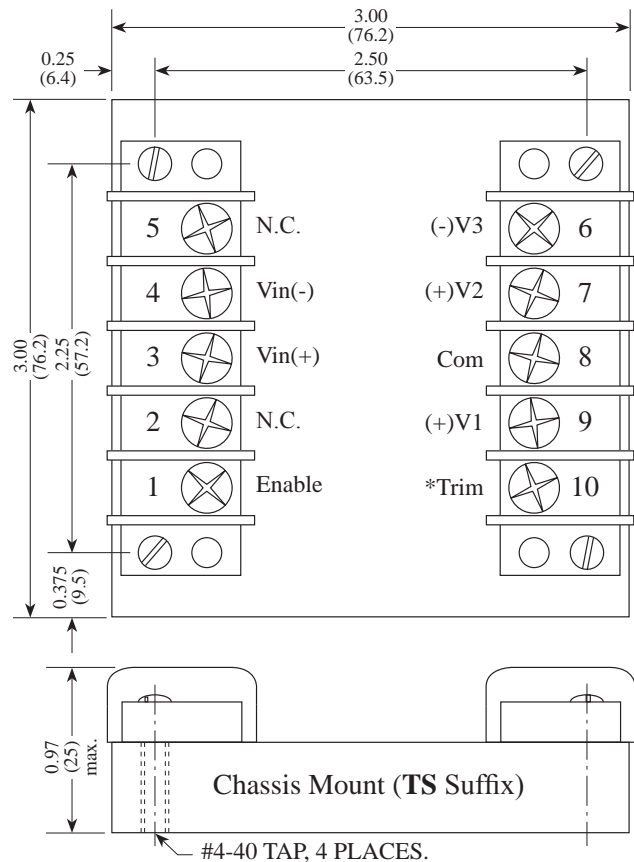 3.00
(76.2)
0.25
(6.4)
2.50
(63.5)
5 N.C. (-)V3 6
4 Vin(-) (+)V2 7
3 Vin(+) Com 8
2 N.C. (+)V1 9
1 Enable *Trim 10
3.00
(76.2)
2.25
(57.2)
0.375
(9.5)
0.97
(25)
max.
Chassis Mount (TS Suffix)
#4-40 TAP, 4 PLACES.